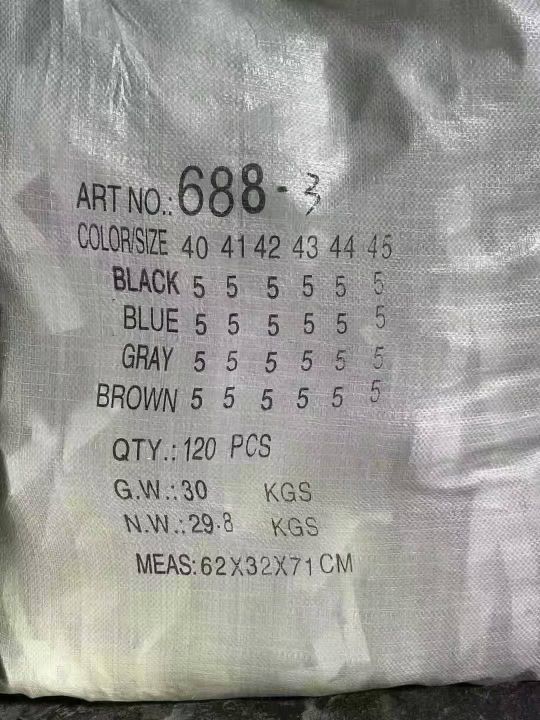 ART NO.: 688-3
COLOR/SIZE 40 41 42 43 44 45
BLACK 5 5 5 5 5 5
BLUE 5 5 5 5 5 5
GRAY 5 5 5 5 5 5
BROWN 5 5 5 5 5 5
QTY.: 120 PCS
G.W.: 30 KGS
N.W.: 29.8 KGS
MEAS: 62X32X71 CM